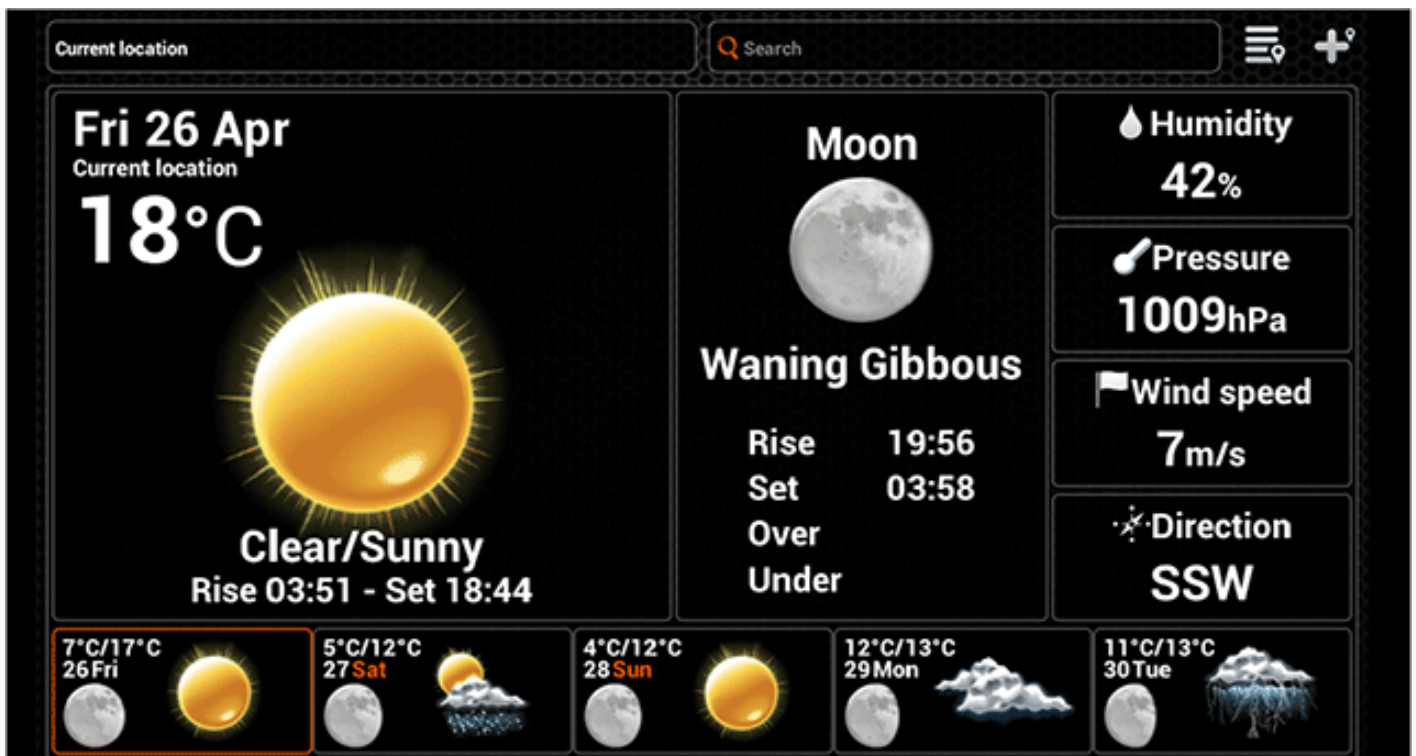 Current location
Search
Fri 26 Apr
Current location
18°C
Clear/Sunny
Rise 03:51 - Set 18:44
Moon
Waning Gibbous
Rise 19:56
Set 03:58
Over
Under
Humidity
42%
Pressure
1009hPa
Wind speed
7m/s
Direction
SSW
7°C/17°C
26 Fri
5°C/12°C
27 Sat
4°C/12°C
28 Sun
12°C/13°C
29 Mon
11°C/13°C
30 Tue